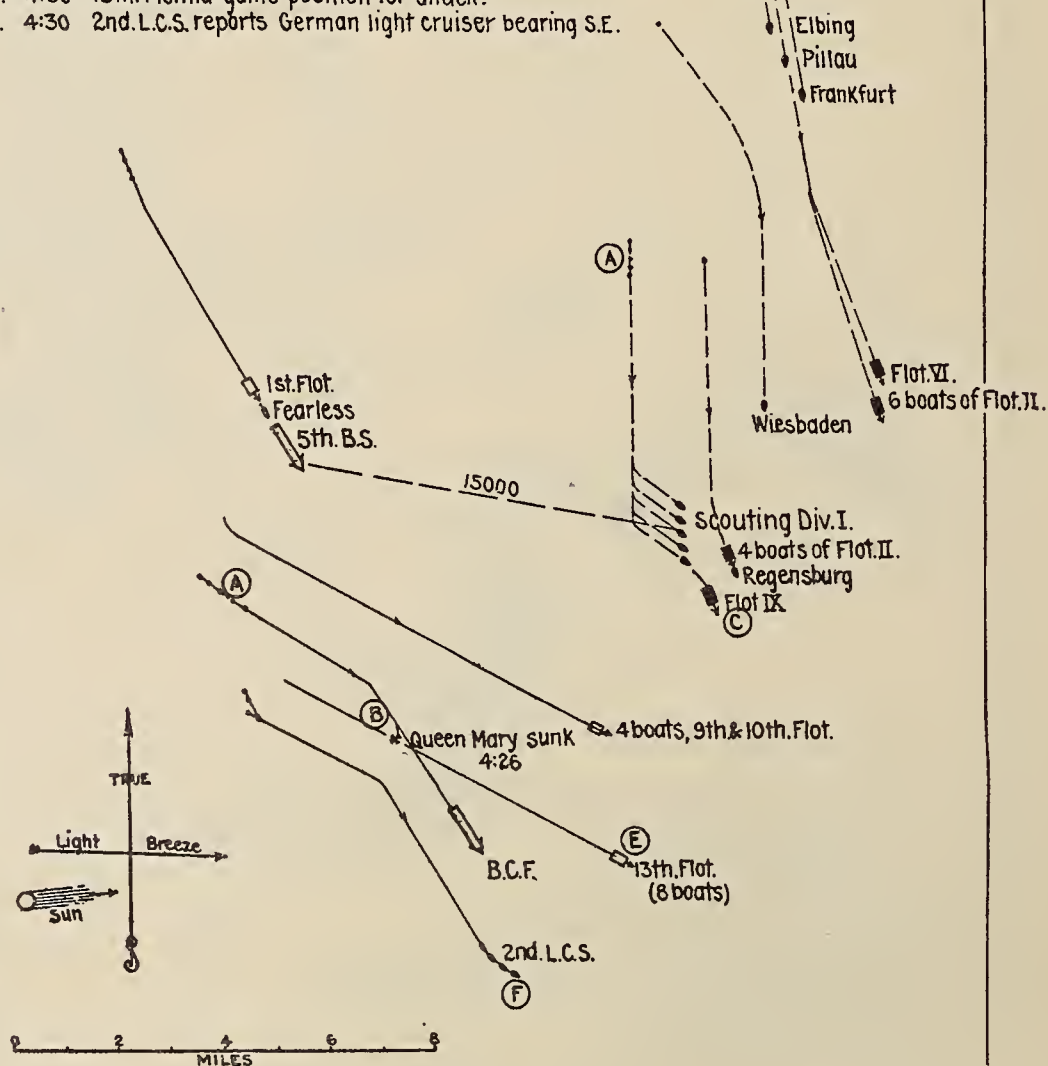 4:30 2nd.L.C.S. reports German light cruiser bearing S.E.
Elbing
Pillau
Frankfurt
A
1st.Flot.
Fearless
5th.B.S.
15000
Wiesbaden
Flot.VI.
6 boats of Flot.II.
Scouting Div.I.
4 boats of Flot.II.
Regensburg
Flot IX
C
A
B
Queen Mary sunk
4:26
4 boats, 9th.& 10th.Flot.
TRUE
Light Breeze
Sun
B.C.F.
E
13th.Flot.
(8 boats)
2nd.L.C.S.
F
0 2 4 6 8
MILES